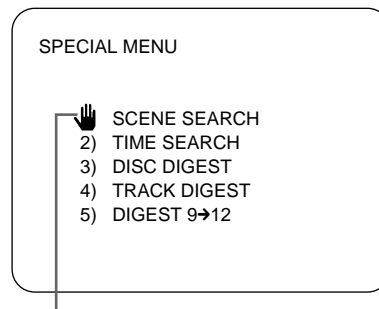 SPECIAL MENU
SCENE SEARCH
2) TIME SEARCH
3) DISC DIGEST
4) TRACK DIGEST
5) DIGEST 9➔12